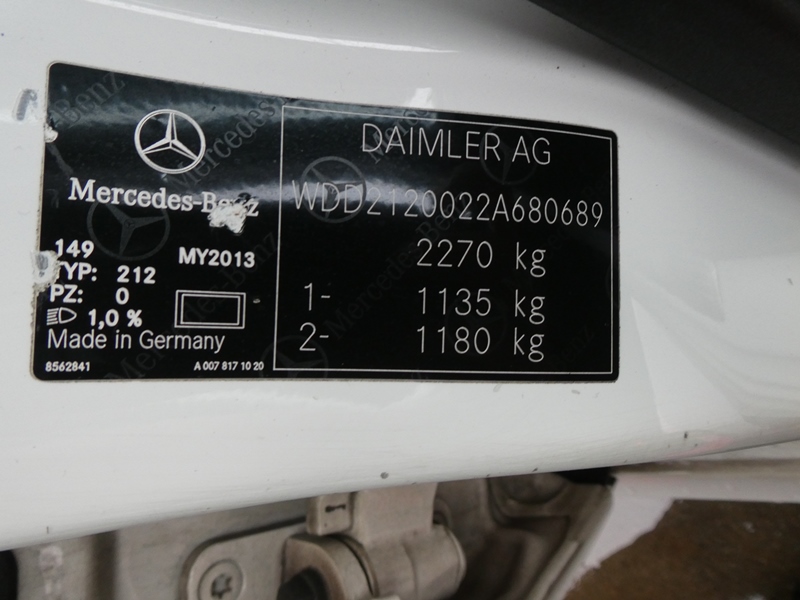 Mercedes-Benz
149
TYP: 212
MY2013
PZ: 0
1,0 %
Made in Germany
8562841
A 007 817 10 20
DAIMLER AG
WDD2120022A680689
2270 kg
1- 1135 kg
2- 1180 kg